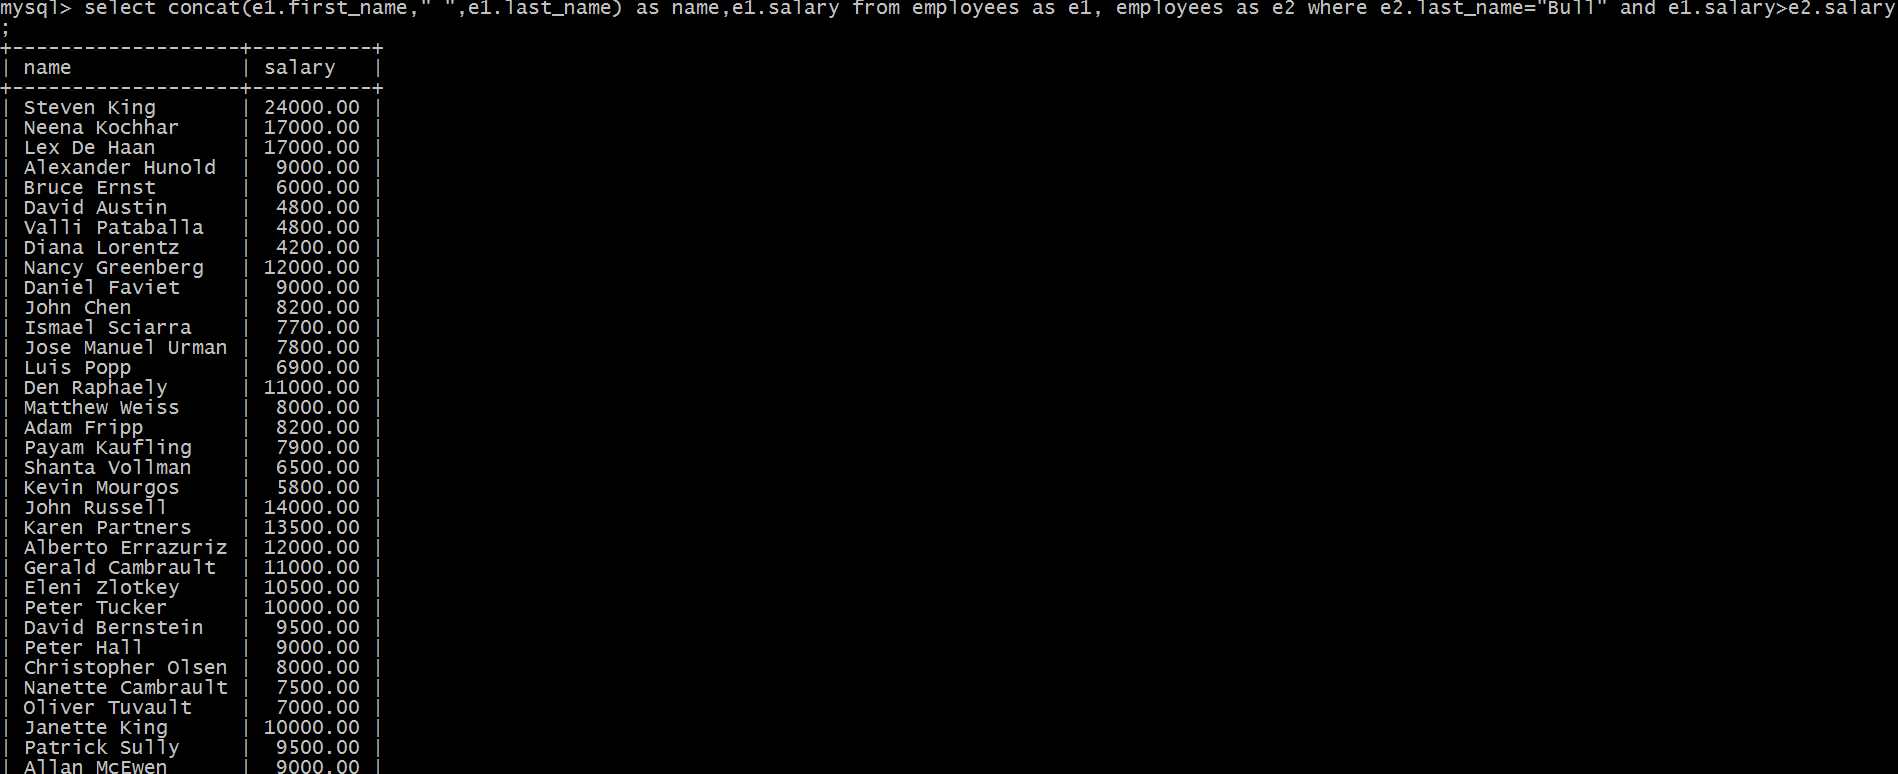 mysql> select concat(e1.first_name," ",e1.last_name) as name,e1.salary from employees as e1, employees as e2 where e2.last_name="Bull" and e1.salary>e2.salary
;
+-------------------+----------+
| name              | salary   |
+-------------------+----------+
| Steven King       | 24000.00 |
| Neena Kochhar     | 17000.00 |
| Lex De Haan       | 17000.00 |
| Alexander Hunold  |  9000.00 |
| Bruce Ernst       |  6000.00 |
| David Austin      |  4800.00 |
| Valli Pataballa   |  4800.00 |
| Diana Lorentz     |  4200.00 |
| Nancy Greenberg   | 12000.00 |
| Daniel Faviet     |  9000.00 |
| John Chen         |  8200.00 |
| Ismael Sciarra    |  7700.00 |
| Jose Manuel Urman |  7800.00 |
| Luis Popp         |  6900.00 |
| Den Raphaely      | 11000.00 |
| Matthew Weiss     |  8000.00 |
| Adam Fripp        |  8200.00 |
| Payam Kaufling    |  7900.00 |
| Shanta Vollman    |  6500.00 |
| Kevin Mourgos     |  5800.00 |
| John Russell      | 14000.00 |
| Karen Partners    | 13500.00 |
| Alberto Errazuriz | 12000.00 |
| Gerald Cambrault  | 11000.00 |
| Eleni Zlotkey     | 10500.00 |
| Peter Tucker      | 10000.00 |
| David Bernstein   |  9500.00 |
| Peter Hall        |  9000.00 |
| Christopher Olsen |  8000.00 |
| Nanette Cambrault |  7500.00 |
| Oliver Tuvault    |  7000.00 |
| Janette King      | 10000.00 |
| Patrick Sully     |  9500.00 |
| Allan McEwen      |  9000.00 |